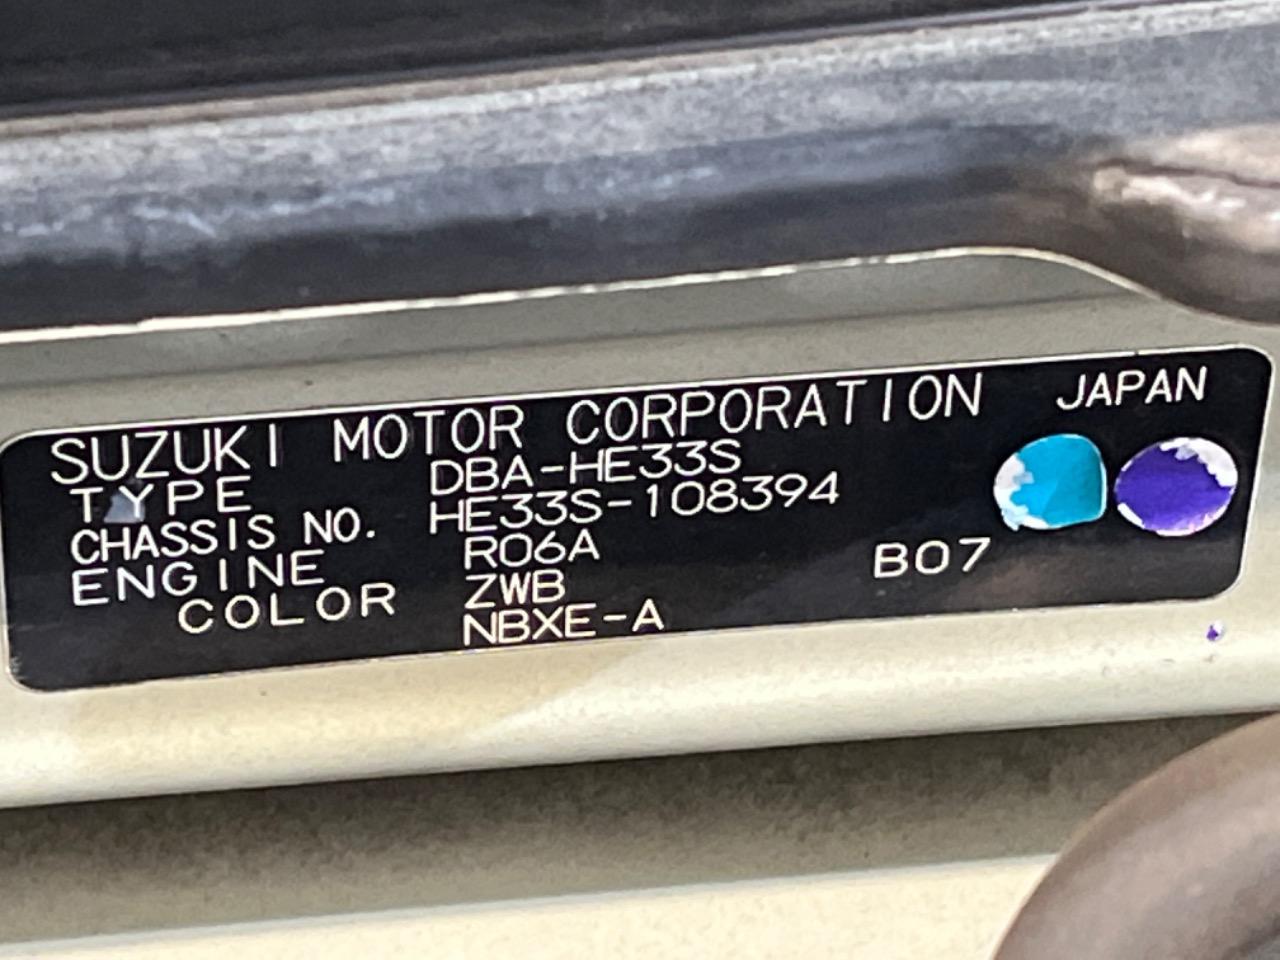 SUZUKI MOTOR CORPORATION JAPAN
TYPE DBA-HE33S
CHASSIS NO. HE33S-108394
ENGINE R06A B07
COLOR ZWB
NBXE-A